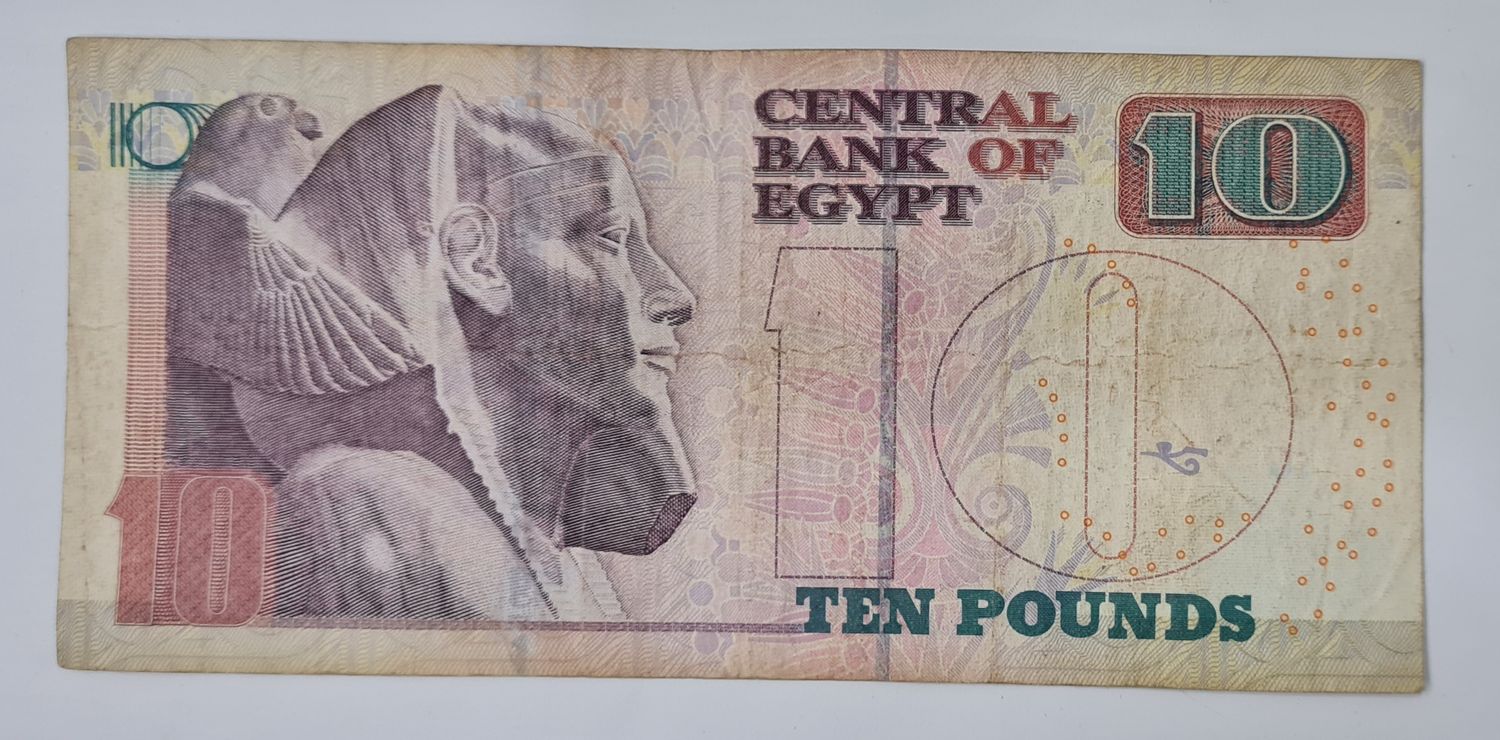 10
CENTRAL
BANK OF
EGYPT
10
10
10
TEN POUNDS